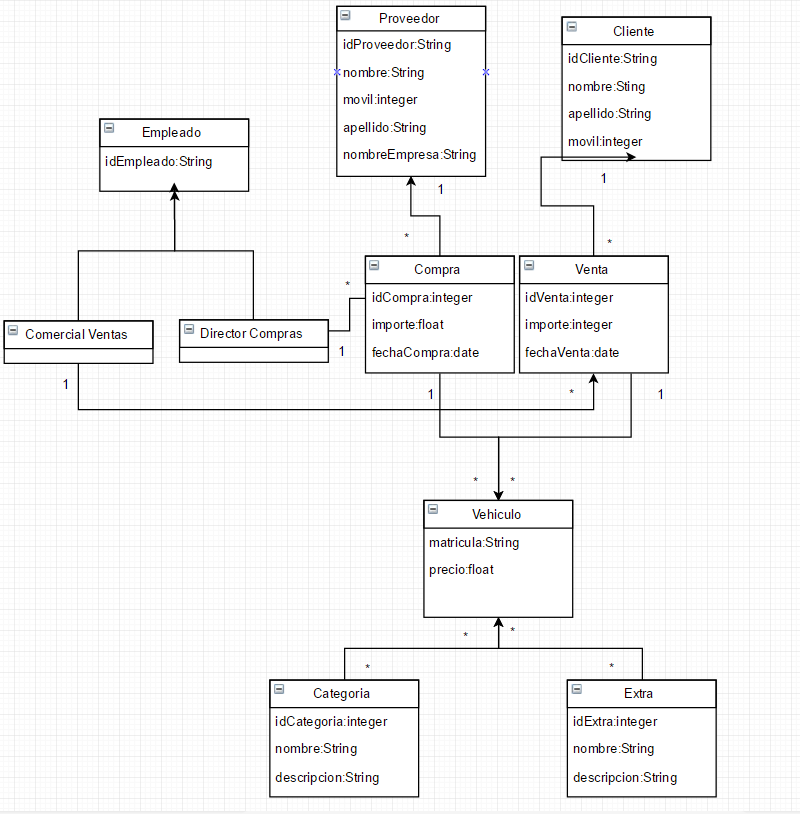 Proveedor
idProveedor:String
nombre:String
movil:integer
apellido:String
nombreEmpresa:String
1
*
Cliente
idCliente:String
nombre:Sting
apellido:String
movil:integer
1
*
Empleado
idEmpleado:String
Comercial Ventas
1
Director Compras
1
*
Compra
idCompra:integer
importe:float
fechaCompra:date
1
Venta
idVenta:integer
importe:integer
fechaVenta:date
*
1
*
*
Vehiculo
matricula:String
precio:float
*
*
*
*
Categoria
idCategoria:integer
nombre:String
descripcion:String
Extra
idExtra:integer
nombre:String
descripcion:String